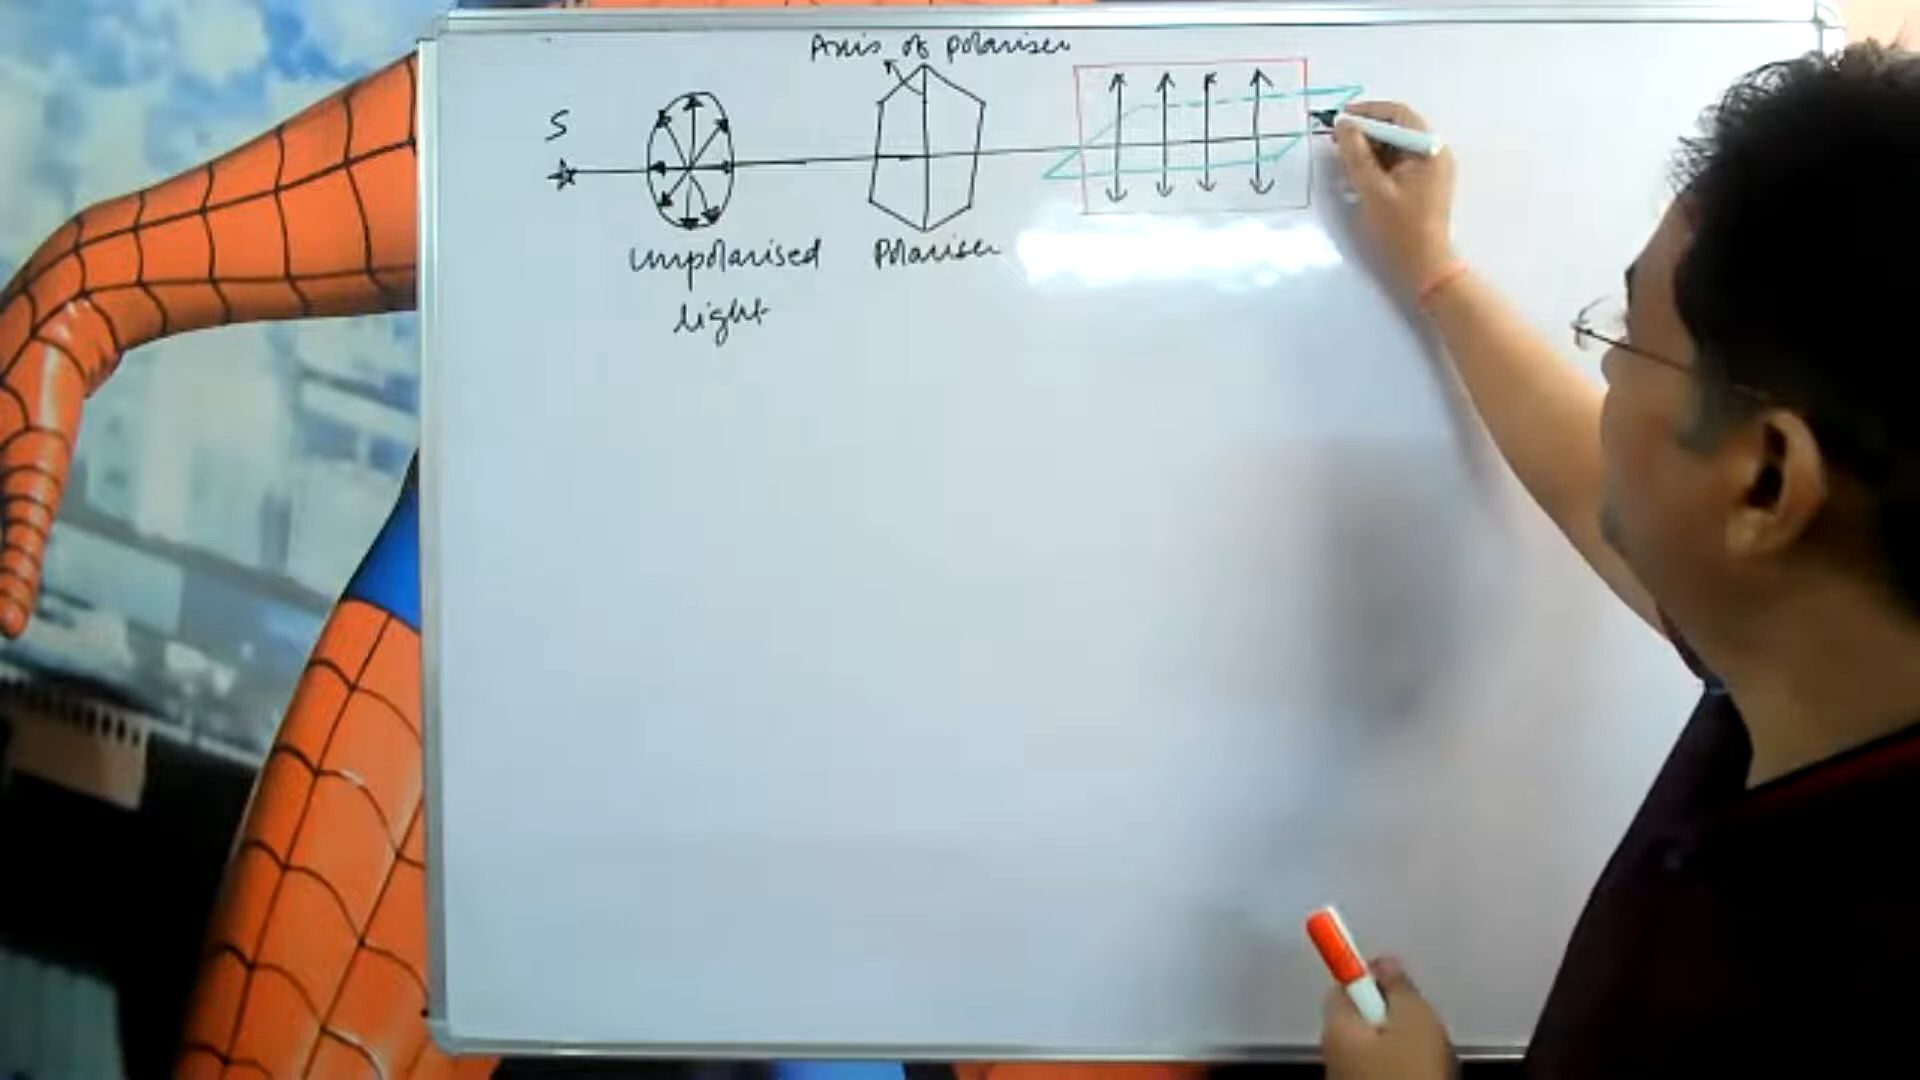 Axis of polariser
S
Unpolarised
light
Polariser